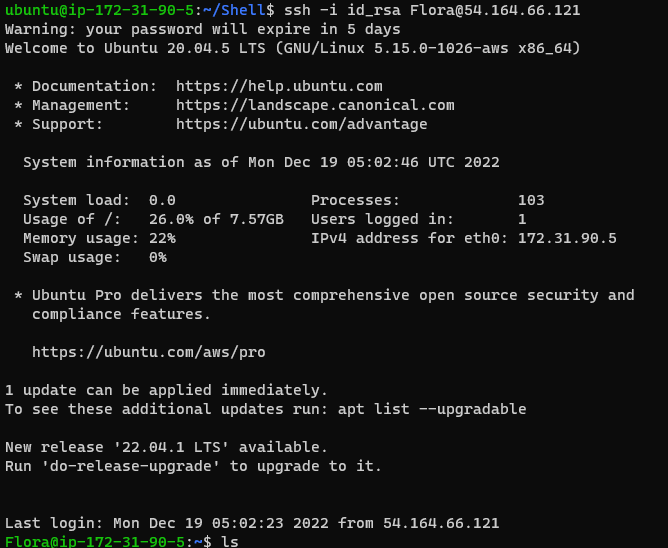 ubuntu@ip-172-31-90-5:~/Shell$ ssh -i id_rsa Flora@54.164.66.121
Warning: your password will expire in 5 days
Welcome to Ubuntu 20.04.5 LTS (GNU/Linux 5.15.0-1026-aws x86_64)

 * Documentation:  https://help.ubuntu.com
 * Management:     https://landscape.canonical.com
 * Support:        https://ubuntu.com/advantage

  System information as of Mon Dec 19 05:02:46 UTC 2022

  System load:  0.0               Processes:             103
  Usage of /:   26.0% of 7.57GB   Users logged in:       1
  Memory usage: 22%               IPv4 address for eth0: 172.31.90.5
  Swap usage:   0%

 * Ubuntu Pro delivers the most comprehensive open source security and
   compliance features.

   https://ubuntu.com/aws/pro

1 update can be applied immediately.
To see these additional updates run: apt list --upgradable

New release '22.04.1 LTS' available.
Run 'do-release-upgrade' to upgrade to it.


Last login: Mon Dec 19 05:02:23 2022 from 54.164.66.121
Flora@ip-172-31-90-5:~$ ls